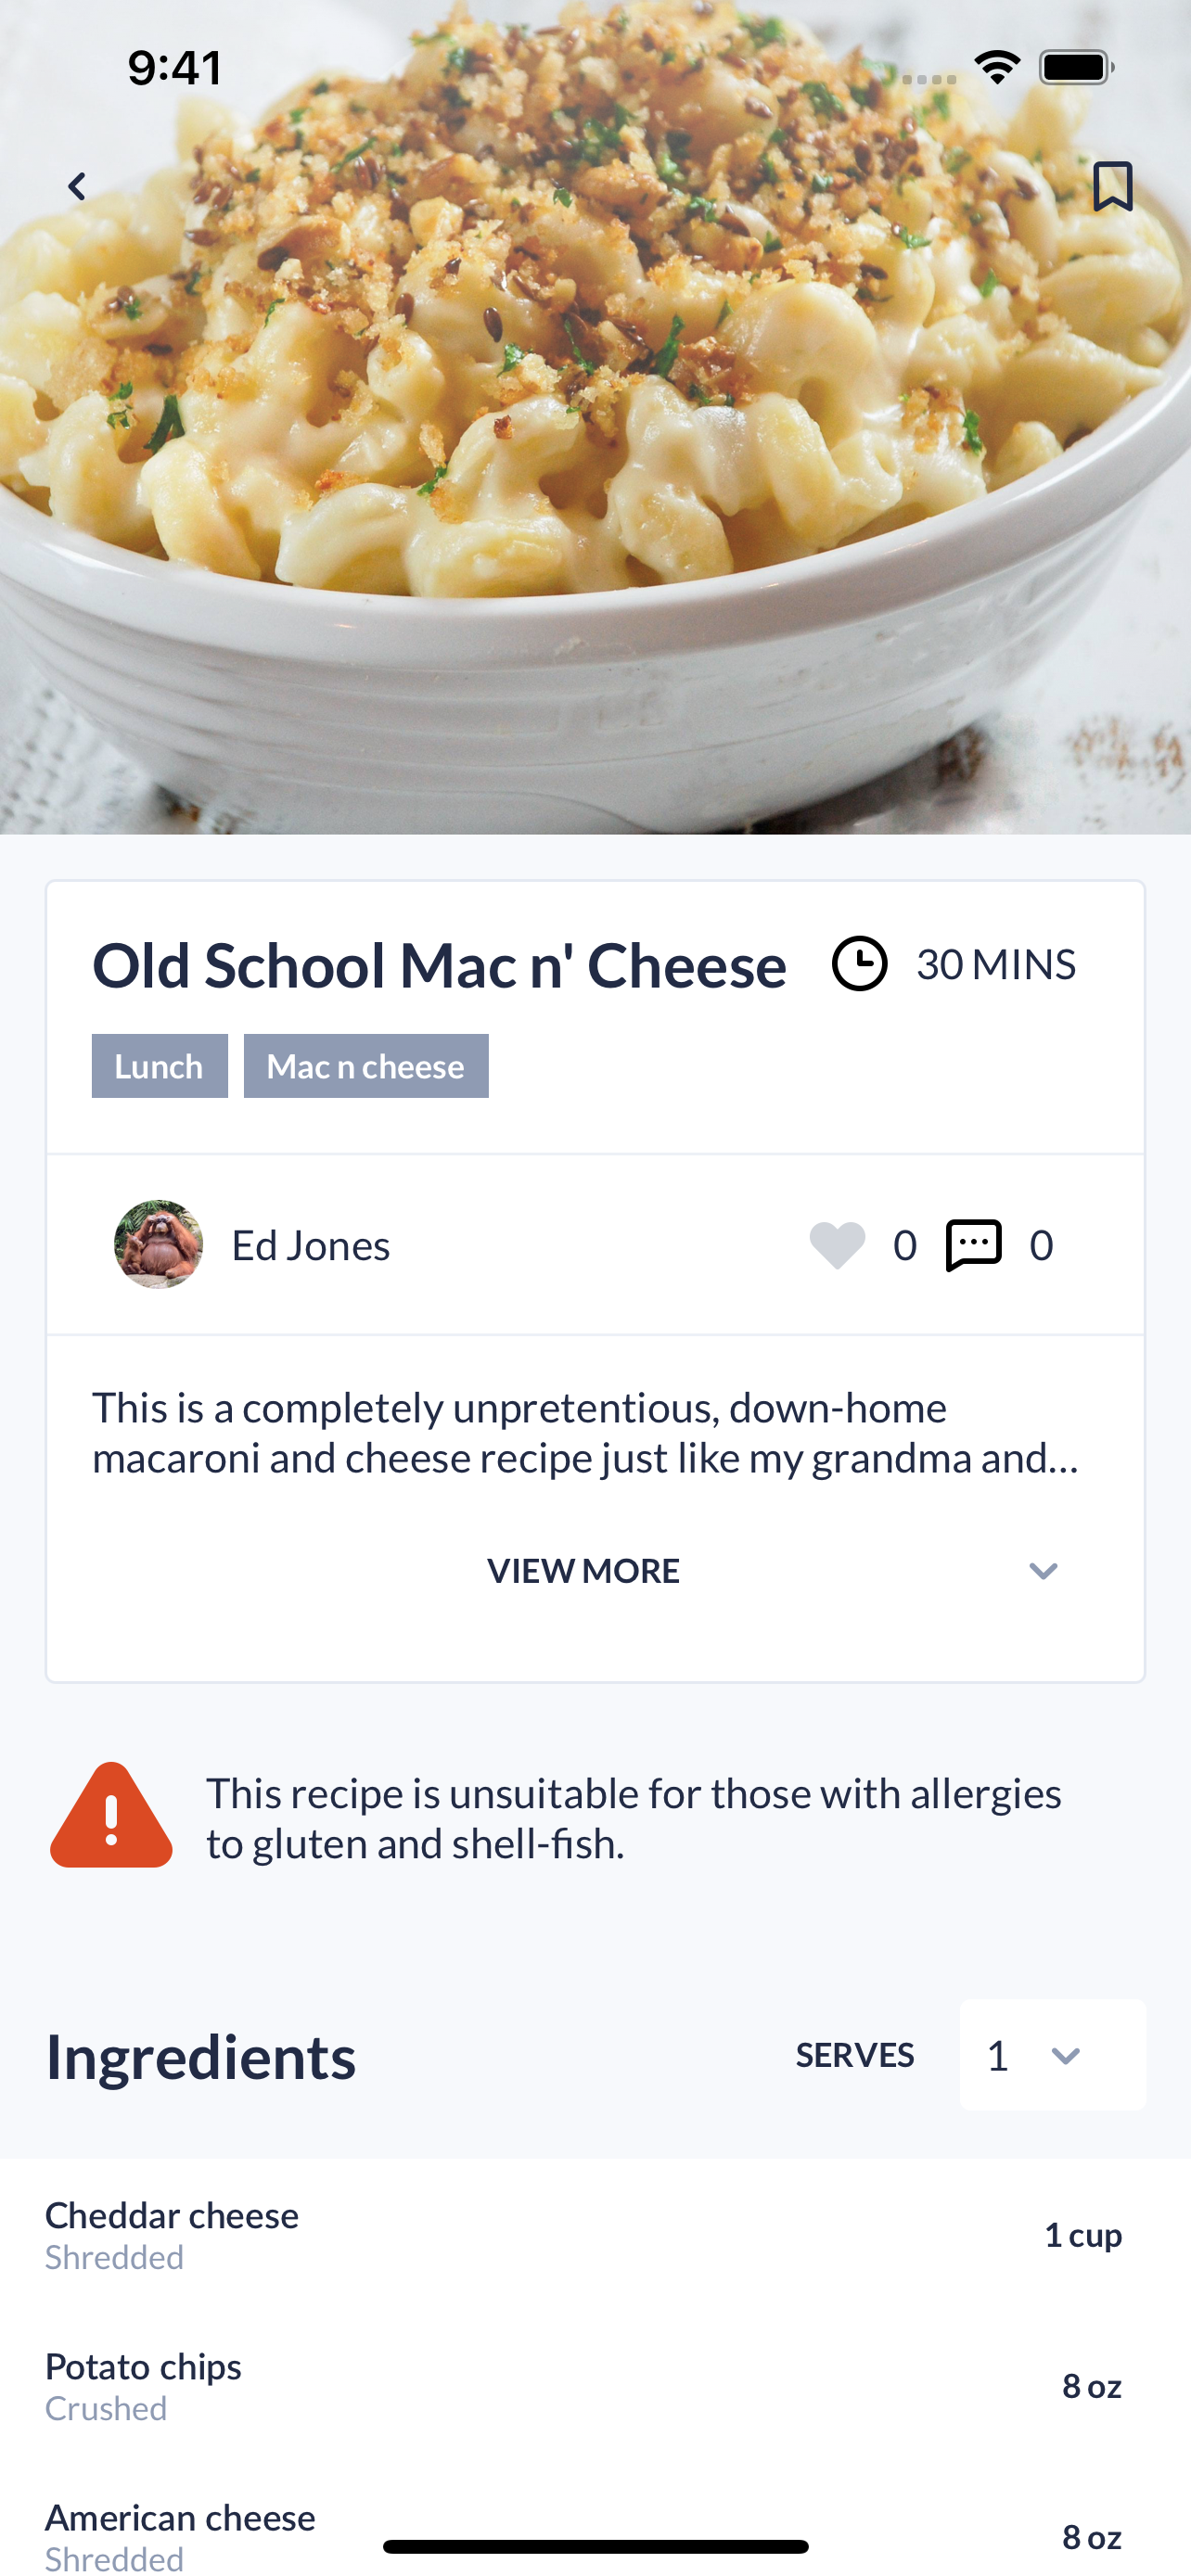 9:41
Old School Mac n' Cheese
30 MINS
Lunch
Mac n cheese
Ed Jones
0
0
This is a completely unpretentious, down-home
macaroni and cheese recipe just like my grandma and...
VIEW MORE
This recipe is unsuitable for those with allergies
to gluten and shell-fish.
Ingredients
SERVES
1
Cheddar cheese
1 cup
Shredded
Potato chips
8 oz
Crushed
American cheese
8 oz
Shredded